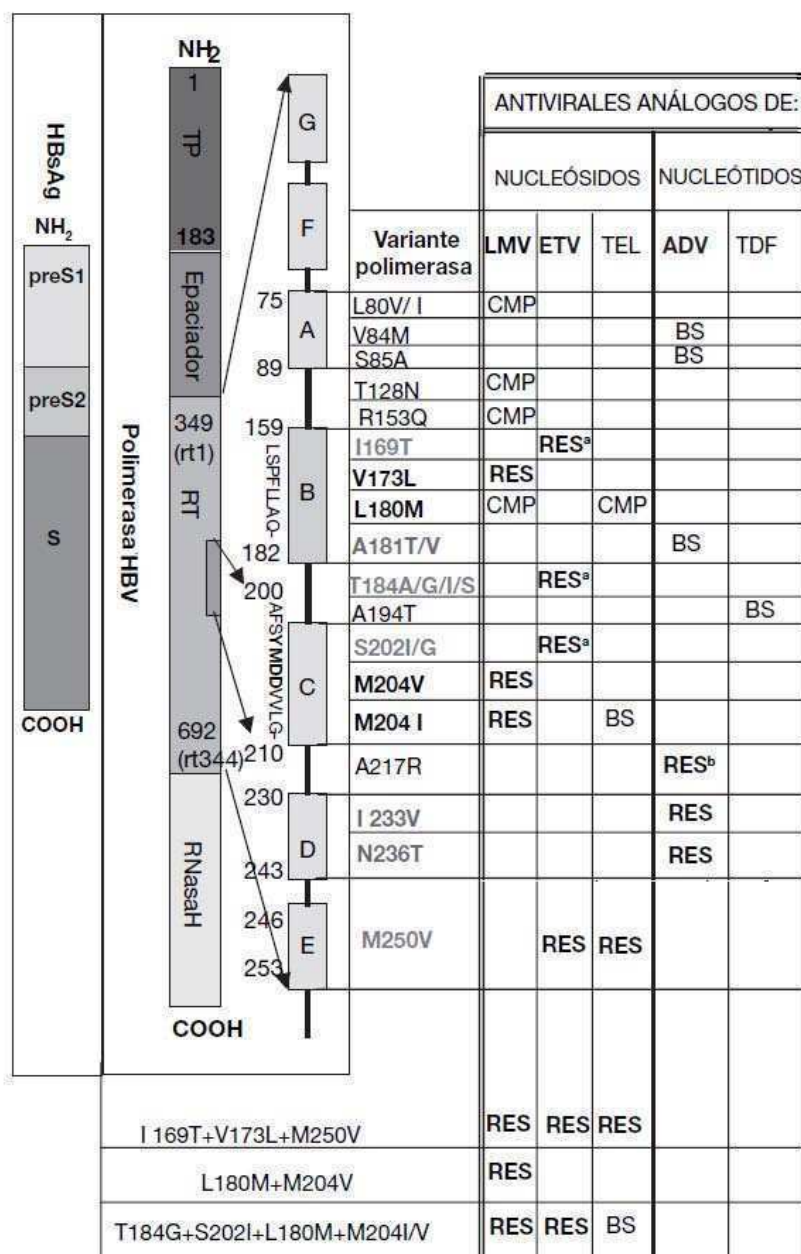 HBsAg
NH2
preS1
preS2
S
COOH
Polimerasa HBV
NH2
1
TP
183
Epaciador
349
(rt1)
RT
692
(rt344)
RNasaH
COOH
G
F
75
A
89
159
LSPFLLAQ-
B
182
200
AFSYMDDVVLG-
C
210
230
D
243
246
E
253
ANTIVIRALES ANÁLOGOS DE:
NUCLEÓSIDOS NUCLEÓTIDOS
Variante
polimerasa LMV ETV TEL ADV TDF
L80V/ I CMP
V84M BS
S85A BS
T128N CMP
R153Q CMP
I169T RESa
V173L RES
L180M CMP CMP
A181T/V BS
T184A/G/I/S RESa
A194T BS
S202I/G RESa
M204V RES
M204 I RES BS
A217R RESb
I 233V RES
N236T RES
M250V RES RES
I 169T+V173L+M250V RES RES RES
L180M+M204V RES
T184G+S202I+L180M+M204I/V RES RES BS